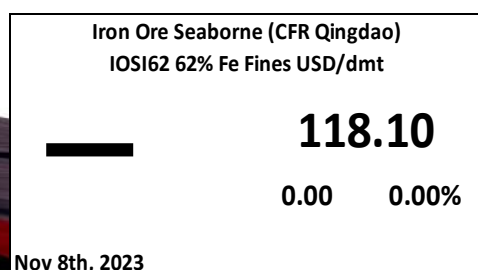 Iron Ore Seaborne (CFR Qingdao)
IOSI62 62% Fe Fines USD/dmt
118.10
0.00 0.00%
Nov 8th, 2023